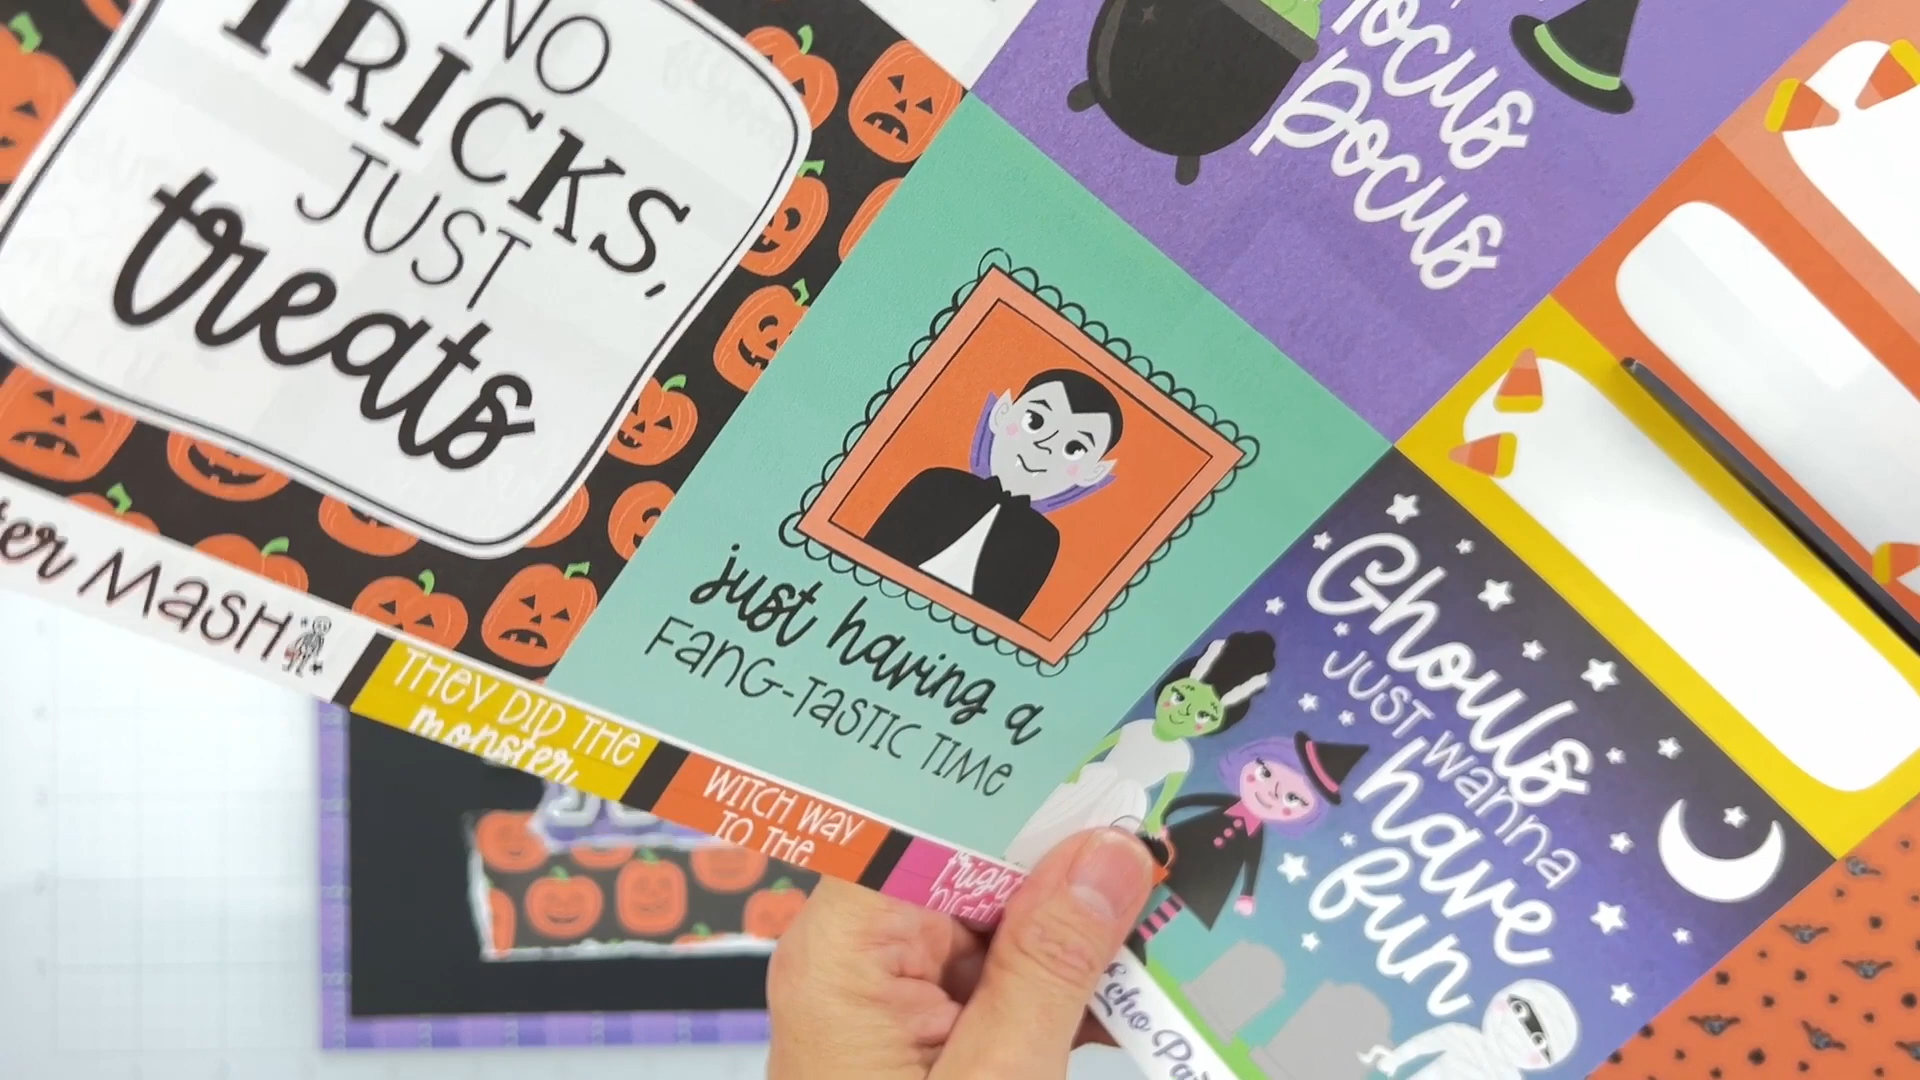 NO
TRICKS,
JUST
treats
Hocus
Pocus
just having a
FANG-TASTIC TIME
Ghouls
JUST wanna
have
fun
MASH
THEY DID THE
monster
WITCH WAY
TO THE
Echo